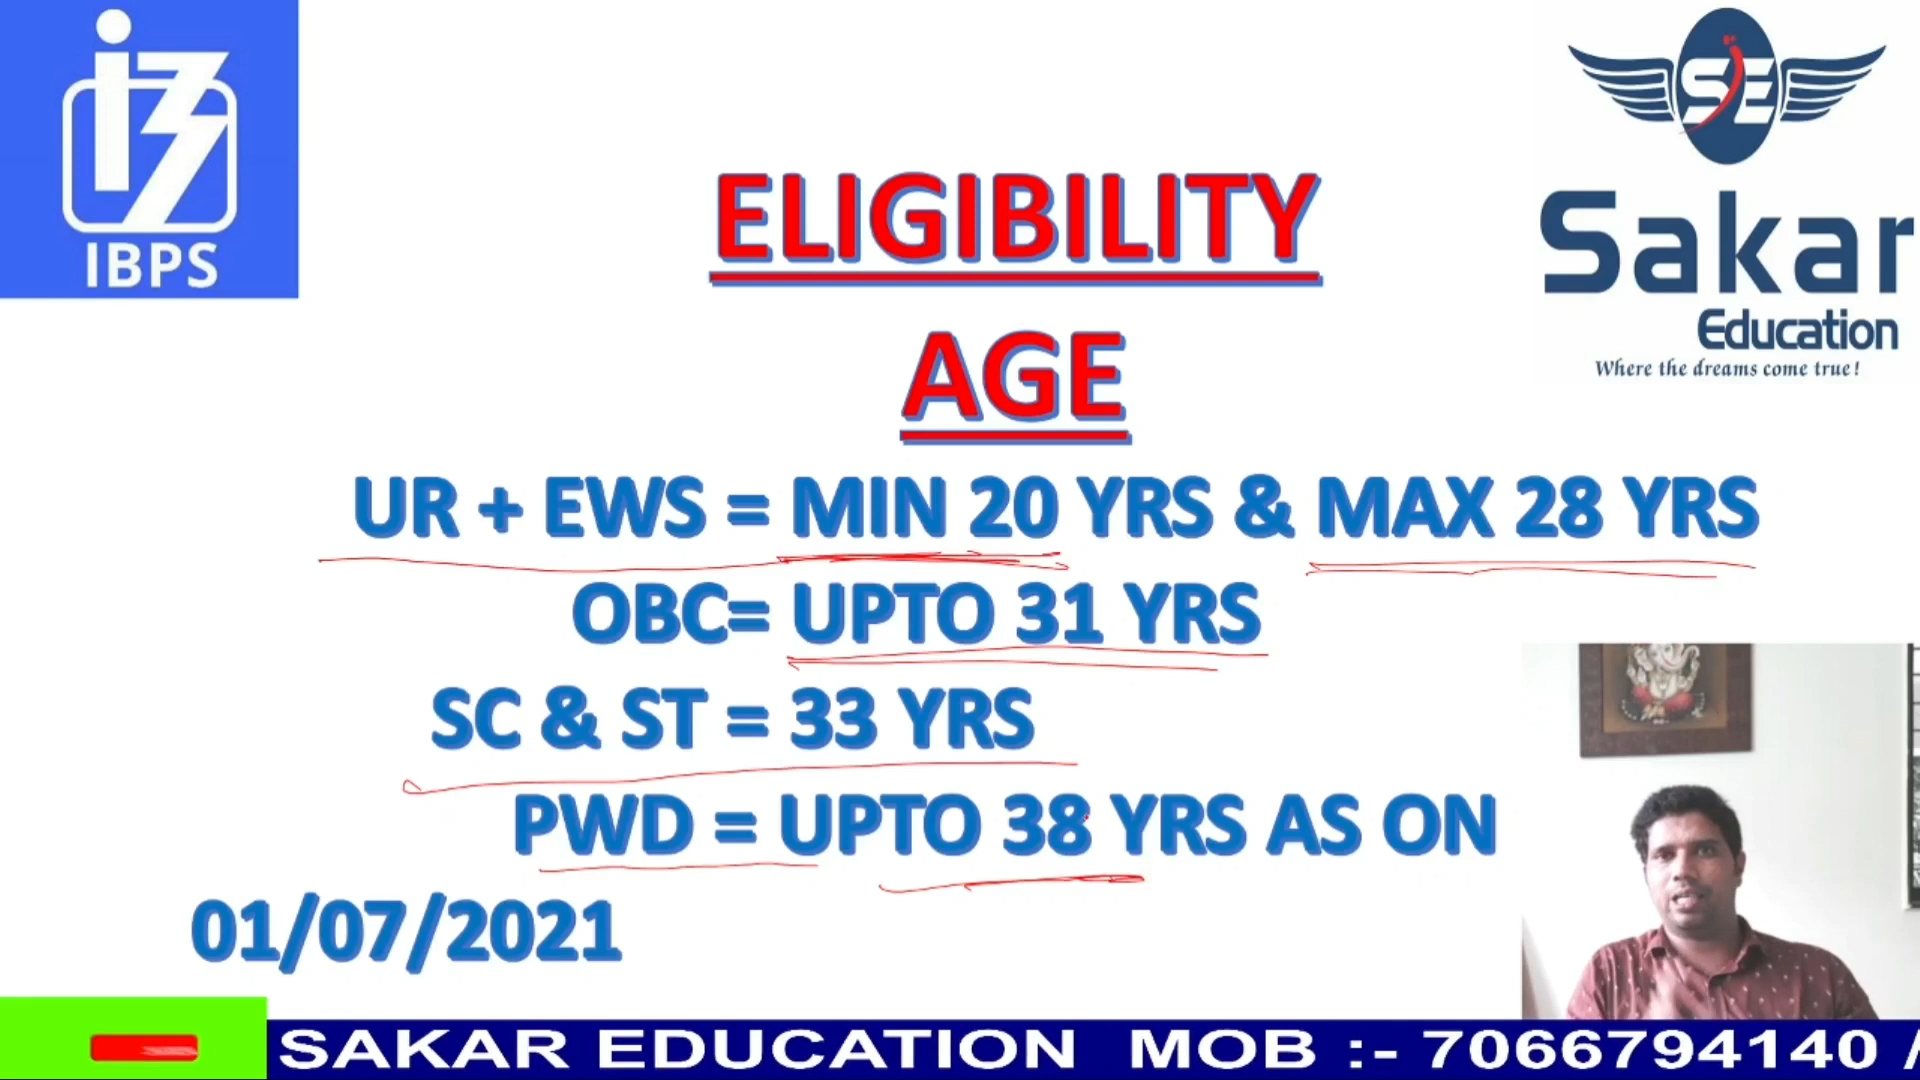 IBPS
SE
Sakar
Education
Where the dreams come true!
ELIGIBILITY
AGE
UR + EWS = MIN 20 YRS & MAX 28 YRS
OBC= UPTO 31 YRS
SC & ST = 33 YRS
PWD = UPTO 38 YRS AS ON
01/07/2021
SAKAR EDUCATION MOB :- 7066794140 /